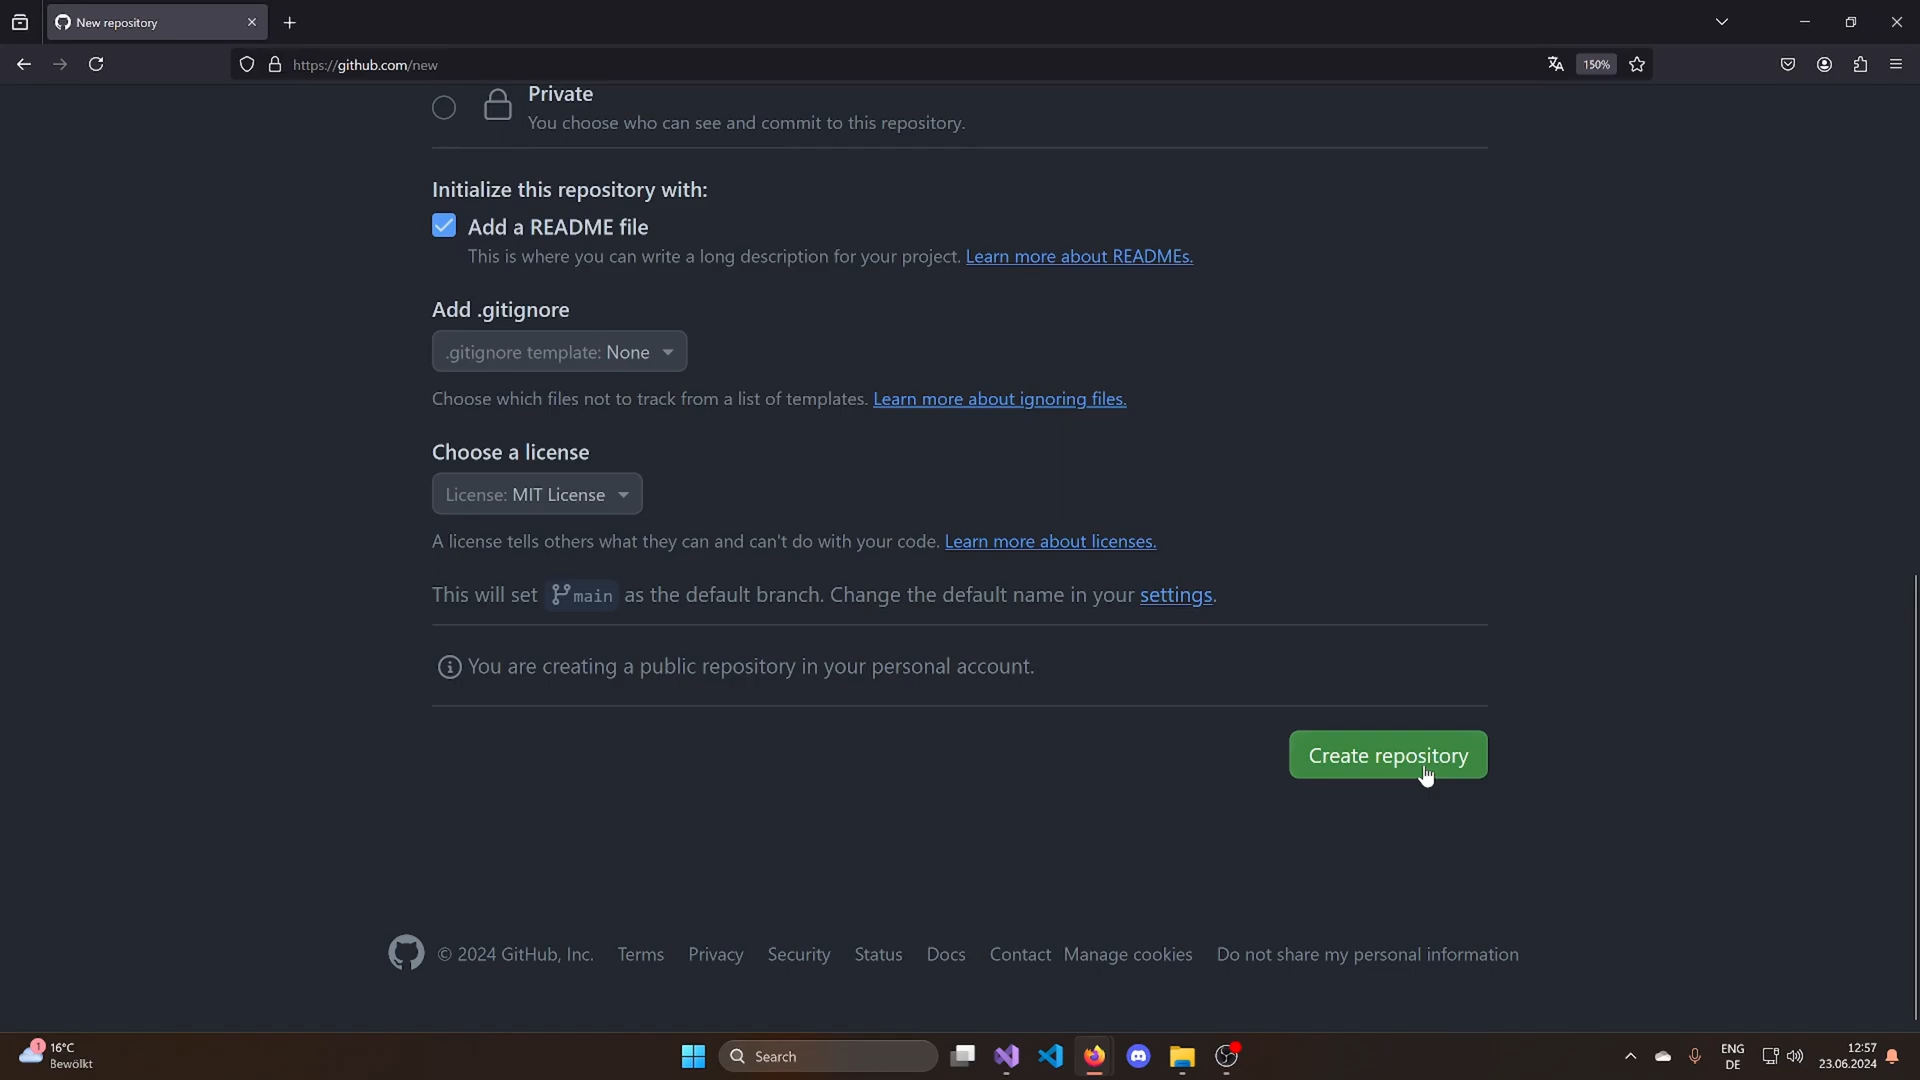 New repository
https://github.com/new
150%
Private
You choose who can see and commit to this repository.
Initialize this repository with:
Add a README file
This is where you can write a long description for your project. Learn more about READMEs.
Add .gitignore
.gitignore template: None
Choose which files not to track from a list of templates. Learn more about ignoring files.
Choose a license
License: MIT License
A license tells others what they can and can't do with your code. Learn more about licenses.
This will set main as the default branch. Change the default name in your settings.
You are creating a public repository in your personal account.
Create repository
© 2024 GitHub, Inc. Terms Privacy Security Status Docs Contact Manage cookies Do not share my personal information
1
16°C
Bewölkt
Search
ENG
DE
12:57
23.06.2024